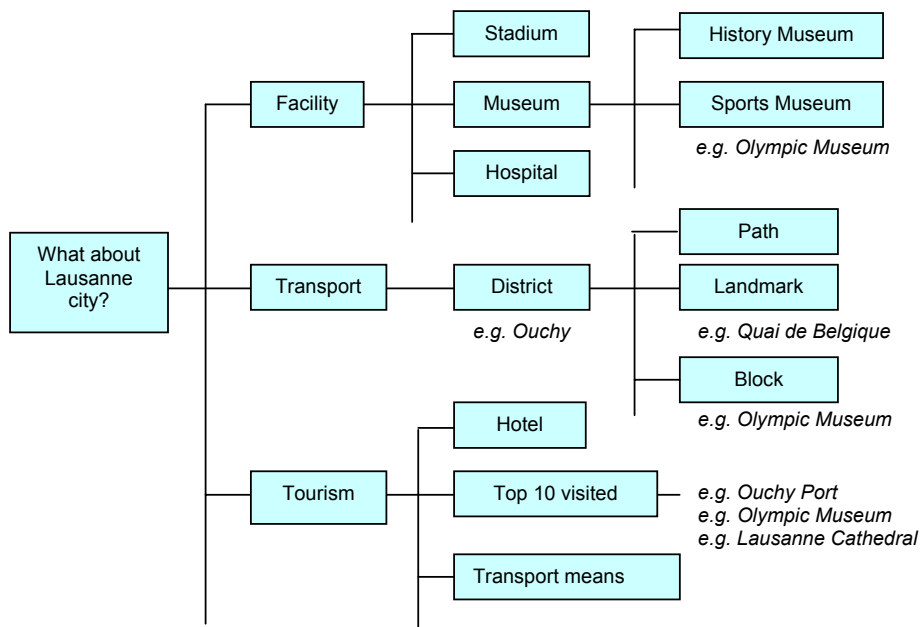 What about
Lausanne
city?
Facility
Stadium
Museum
Hospital
History Museum
Sports Museum
e.g. Olympic Museum
Transport
District
e.g. Ouchy
Path
Landmark
e.g. Quai de Belgique
Block
e.g. Olympic Museum
Tourism
Hotel
Top 10 visited
e.g. Ouchy Port
e.g. Olympic Museum
e.g. Lausanne Cathedral
Transport means